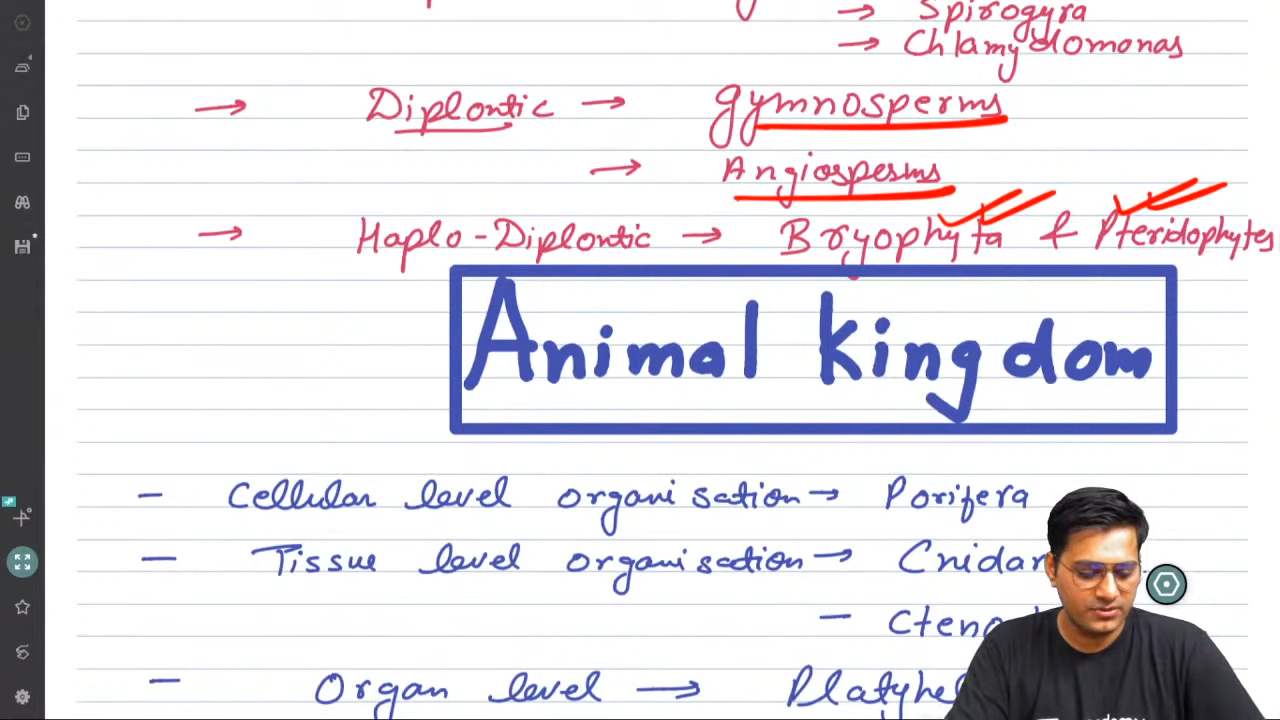 → Spirogyra
→ Chlamydomonas
→ Diplontic → gymnosperms
→ Angiosperms
→ Haplo-Diplontic → Bryophyta & Pteridophytes
Animal kingdom
- Cellular level organisation → Porifera
- Tissue level organisation → Cnidar
- Cteno
- Organ level → Platyhel